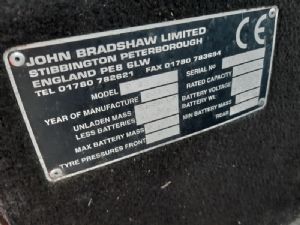 JOHN BRADSHAW LIMITED
STIBBINGTON PETERBOROUGH
ENGLAND PE8 6LW
TEL 01780 782621 FAX 01780 783694
CE
MODEL
SERIAL No
YEAR OF MANUFACTURE
RATED CAPACITY
UNLADEN MASS
LESS BATTERIES
BATTERY VOLTAGE
BATTERY Wt.
MAX BATTERY MASS
MIN BATTERY MASS
TYRE PRESSURES FRONT
REAR